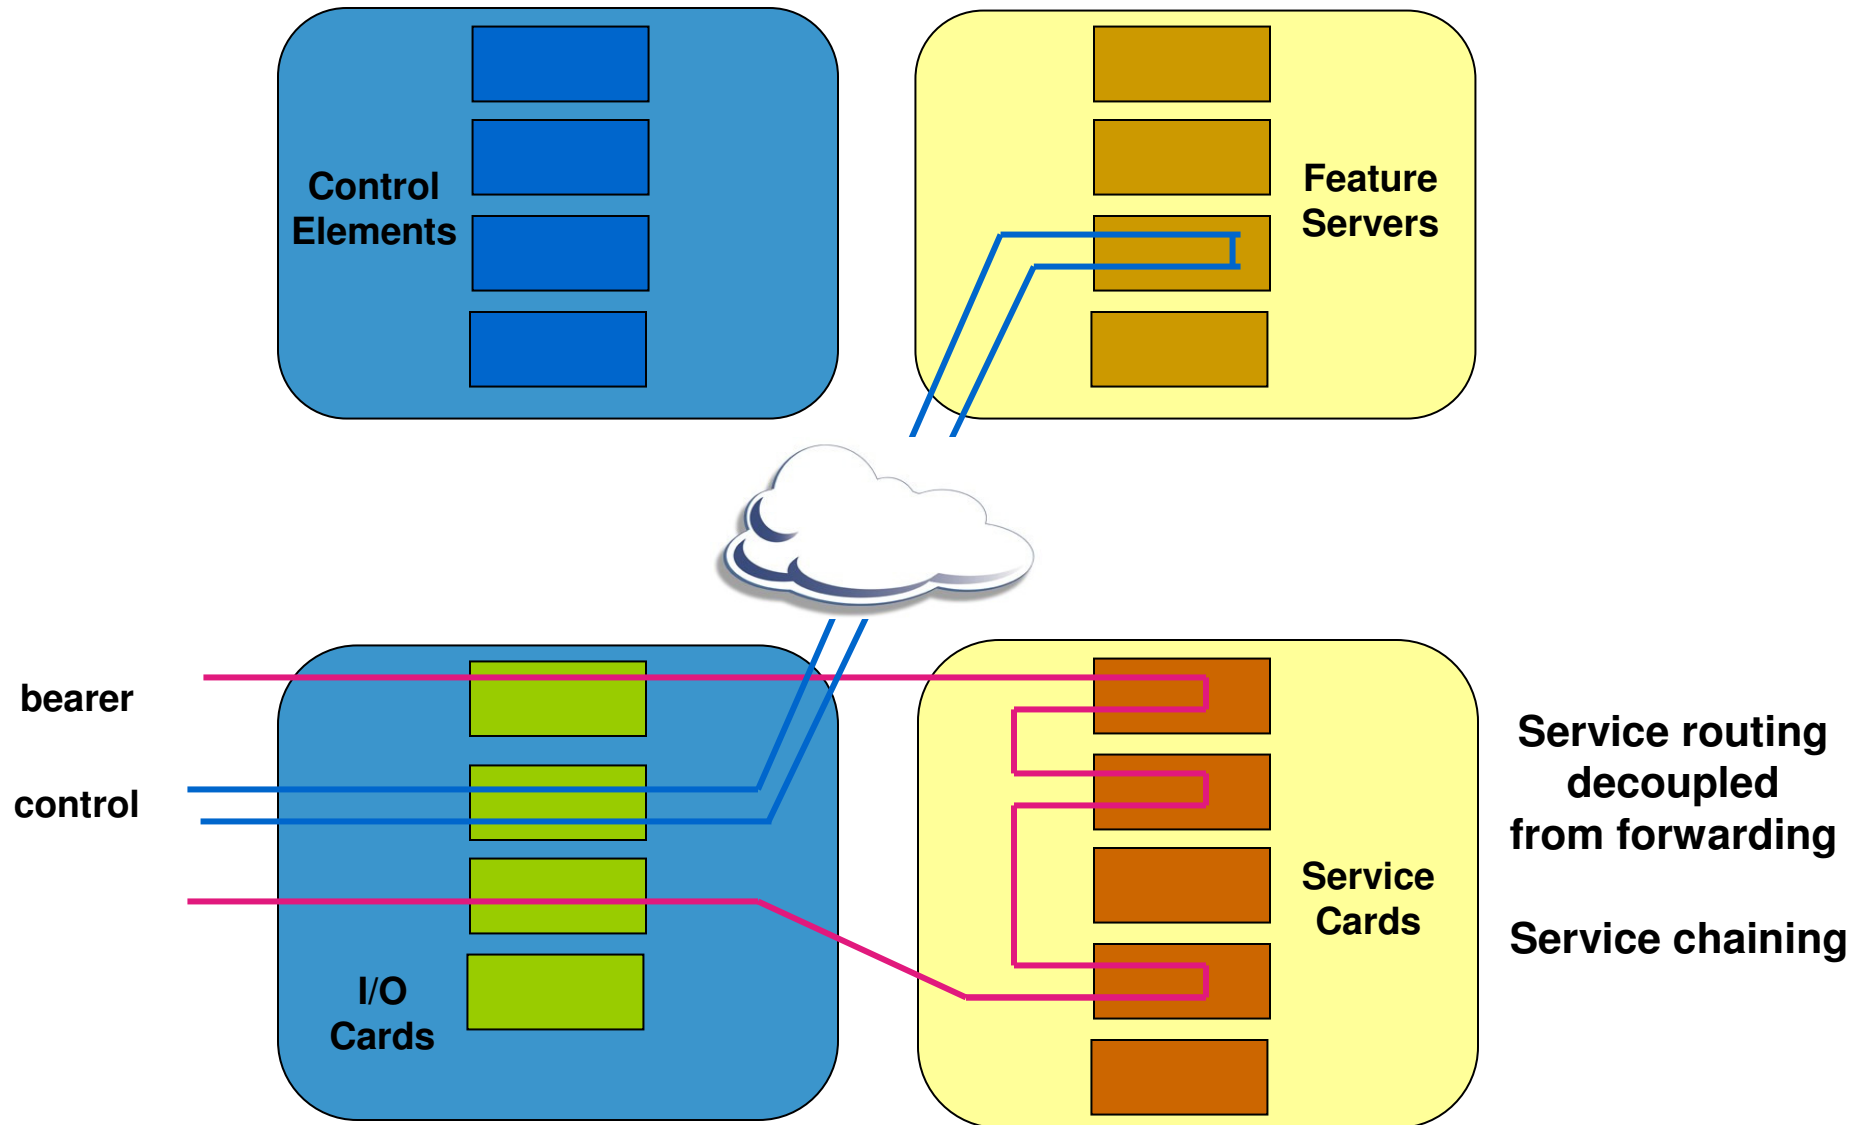 Control
Elements
Feature
Servers
bearer
control
I/O
Cards
Service
Cards
Service routing
decoupled
from forwarding
Service chaining